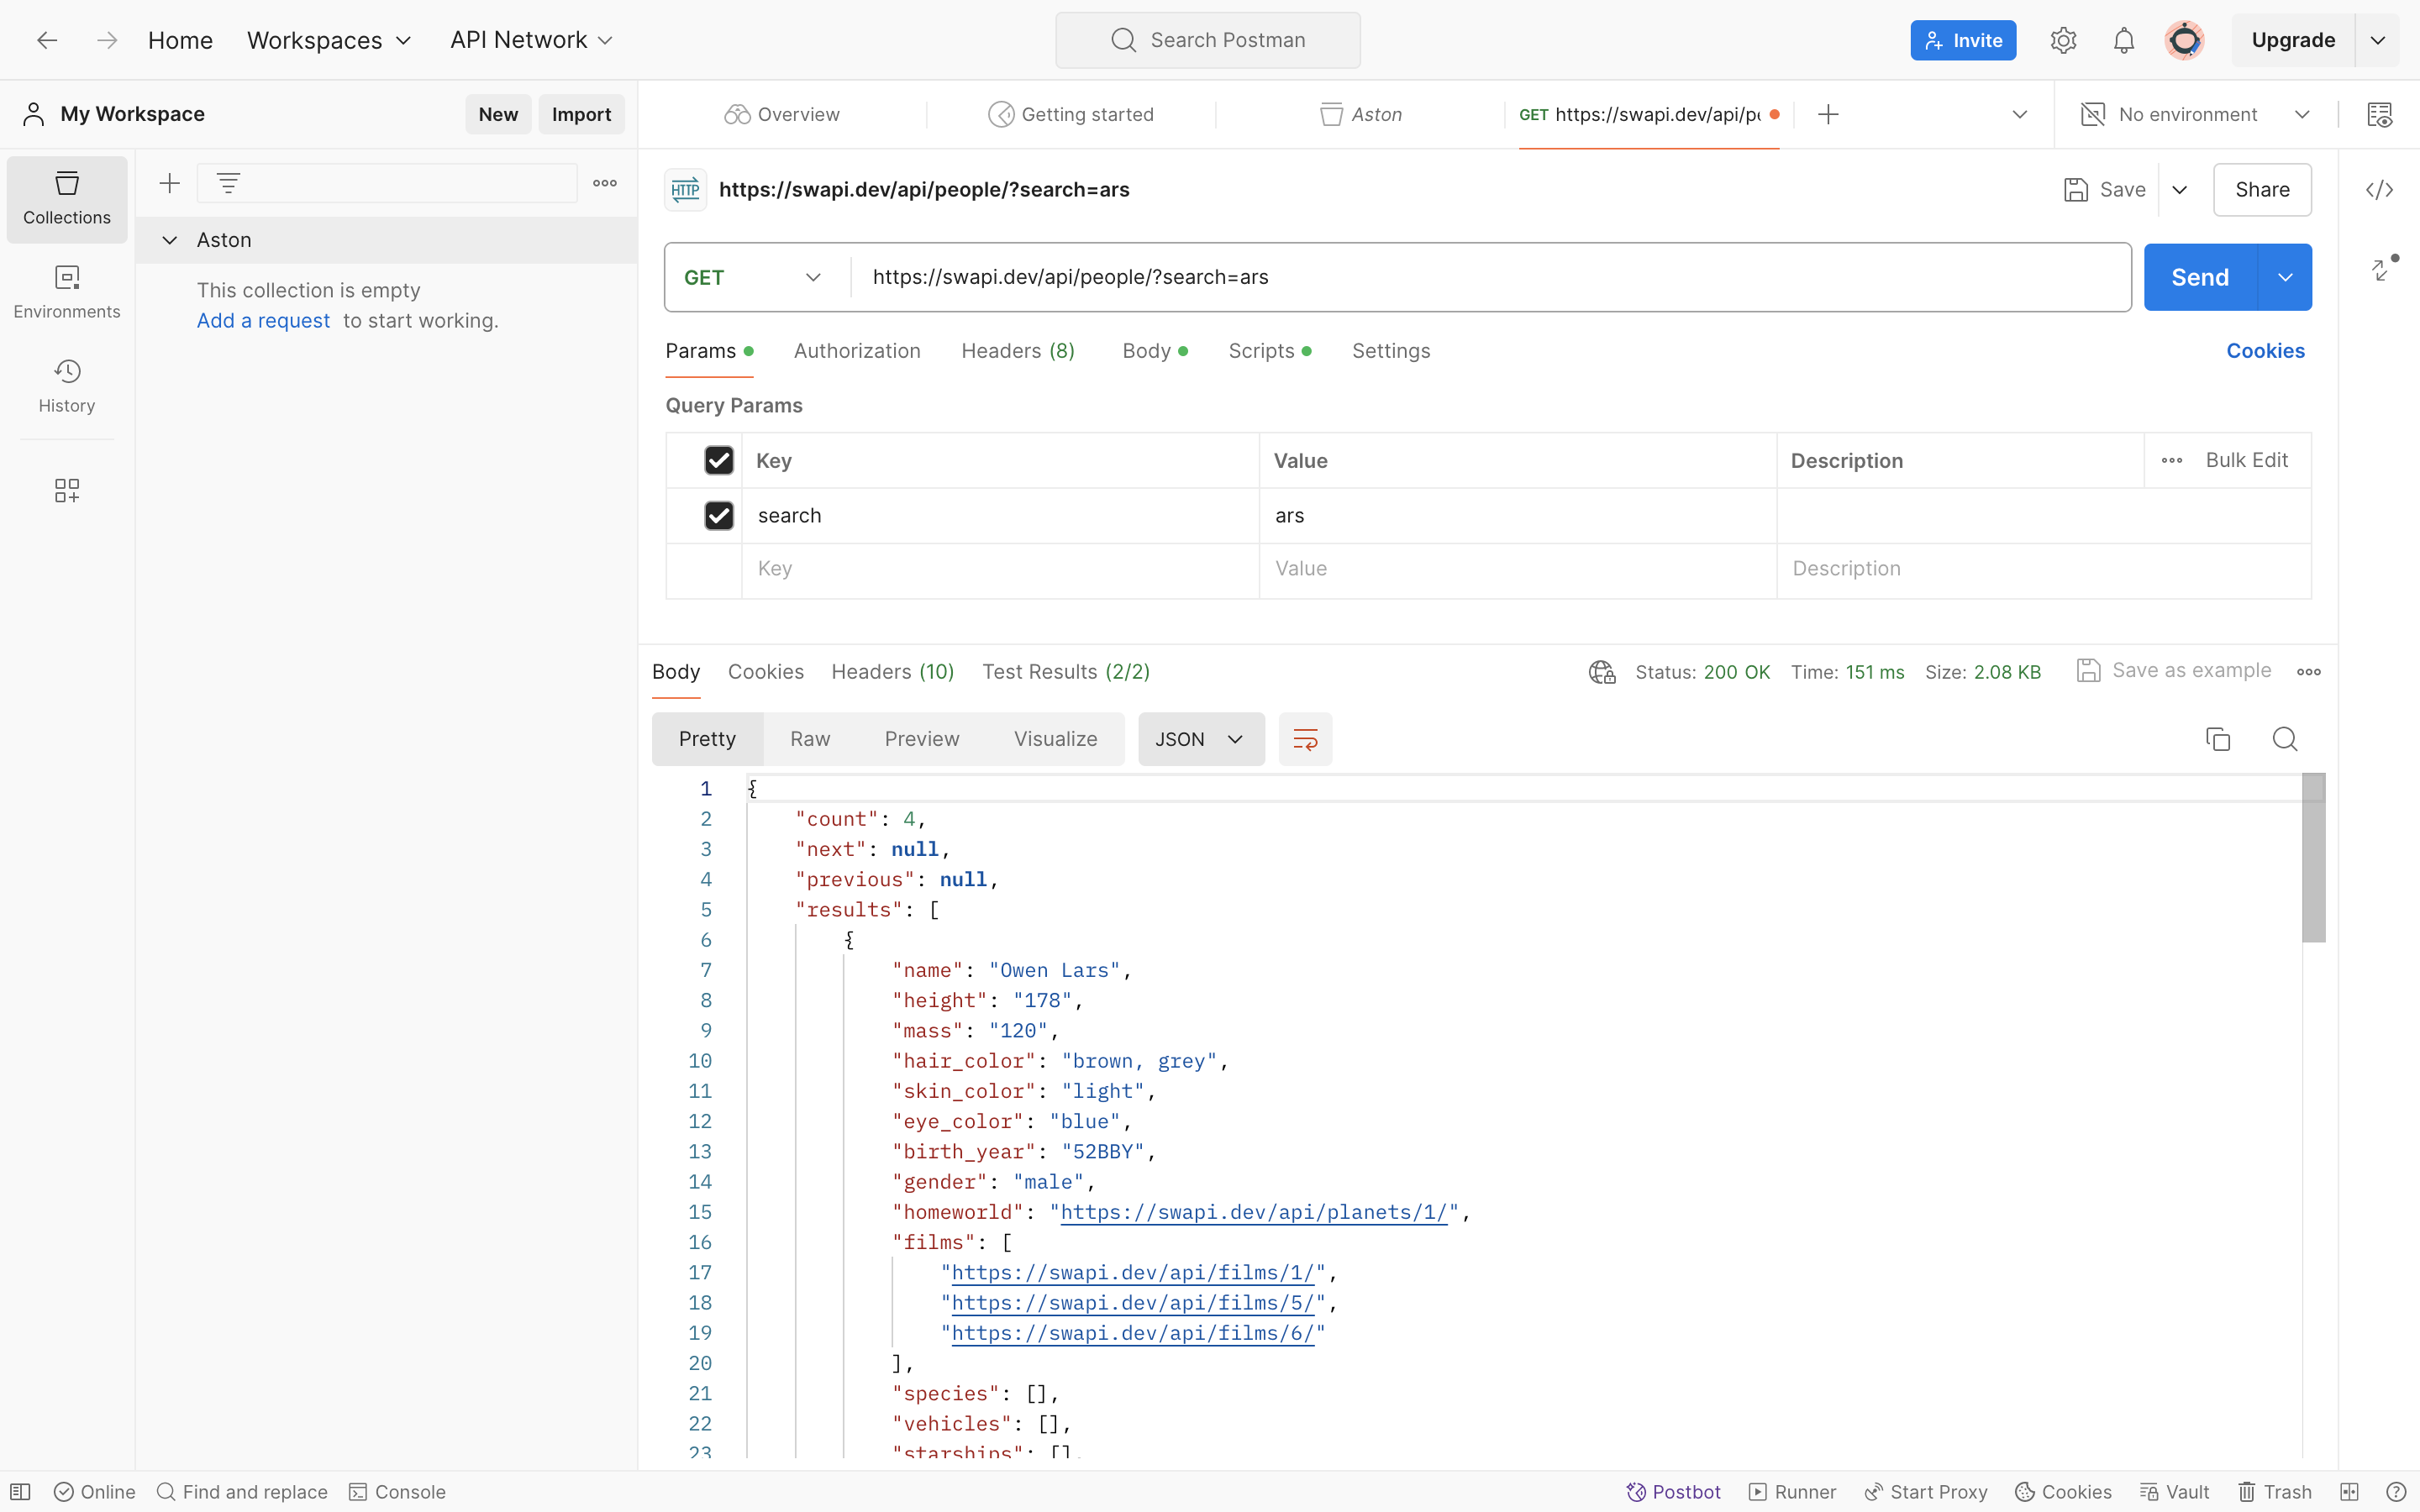 Home Workspaces API Network Search Postman Invite Upgrade
My Workspace New Import
Overview Getting started Aston GET https://swapi.dev/api/p No environment
Collections
Environments
History
Aston
This collection is empty
Add a request to start working.
HTTP https://swapi.dev/api/people/?search=ars Save Share
GET https://swapi.dev/api/people/?search=ars Send
Params Authorization Headers (8) Body Scripts Settings Cookies
Query Params
Key Value Description Bulk Edit
search ars
Key Value Description
Body Cookies Headers (10) Test Results (2/2) Status: 200 OK Time: 151 ms Size: 2.08 KB Save as example
Pretty Raw Preview Visualize JSON
1 {
2 "count": 4,
3 "next": null,
4 "previous": null,
5 "results": [
6 {
7 "name": "Owen Lars",
8 "height": "178",
9 "mass": "120",
10 "hair_color": "brown, grey",
11 "skin_color": "light",
12 "eye_color": "blue",
13 "birth_year": "52BBY",
14 "gender": "male",
15 "homeworld": "https://swapi.dev/api/planets/1/",
16 "films": [
17 "https://swapi.dev/api/films/1/",
18 "https://swapi.dev/api/films/5/",
19 "https://swapi.dev/api/films/6/"
20 ],
21 "species": [],
22 "vehicles": [],
23 "starships": [],
Online Find and replace Console Postbot Runner Start Proxy Cookies Vault Trash